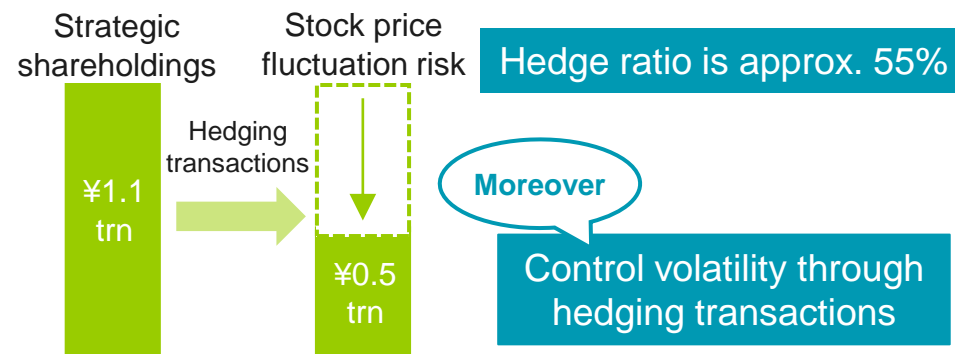 Strategic
shareholdings
Stock price
fluctuation risk
Hedge ratio is approx. 55%
Hedging
transactions
¥1.1
trn
Moreover
¥0.5
trn
Control volatility through
hedging transactions